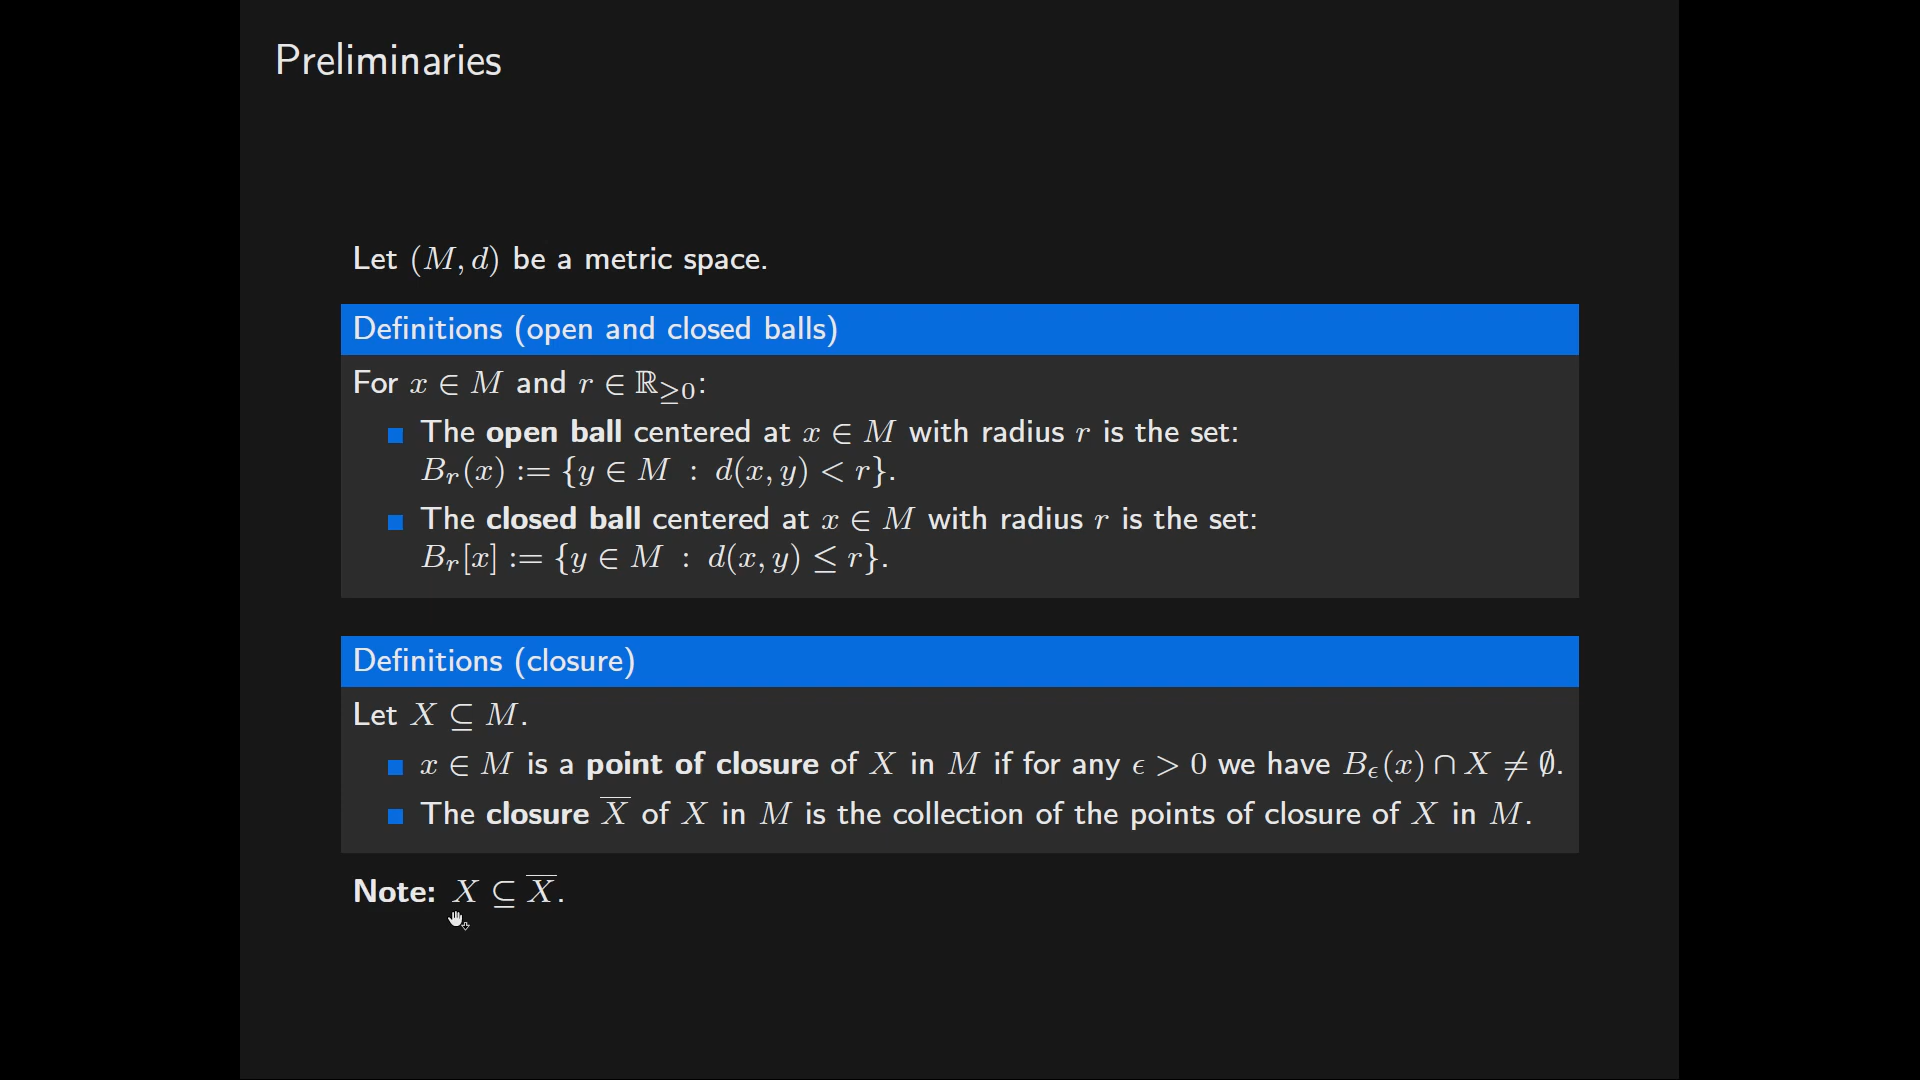 Preliminaries
Let (M, d) be a metric space.
Definitions (open and closed balls)
For x ∈ M and r ∈ ℝ≥0:
The open ball centered at x ∈ M with radius r is the set:
Bᵣ(x) := {y ∈ M : d(x, y) < r}.
The closed ball centered at x ∈ M with radius r is the set:
Bᵣ[x] := {y ∈ M : d(x, y) ≤ r}.
Definitions (closure)
Let X ⊆ M.
x ∈ M is a point of closure of X in M if for any ϵ > 0 we have B_ϵ(x) ∩ X ≠ ∅.
The closure X̅ of X in M is the collection of the points of closure of X in M.
Note: X ⊆ X̅.